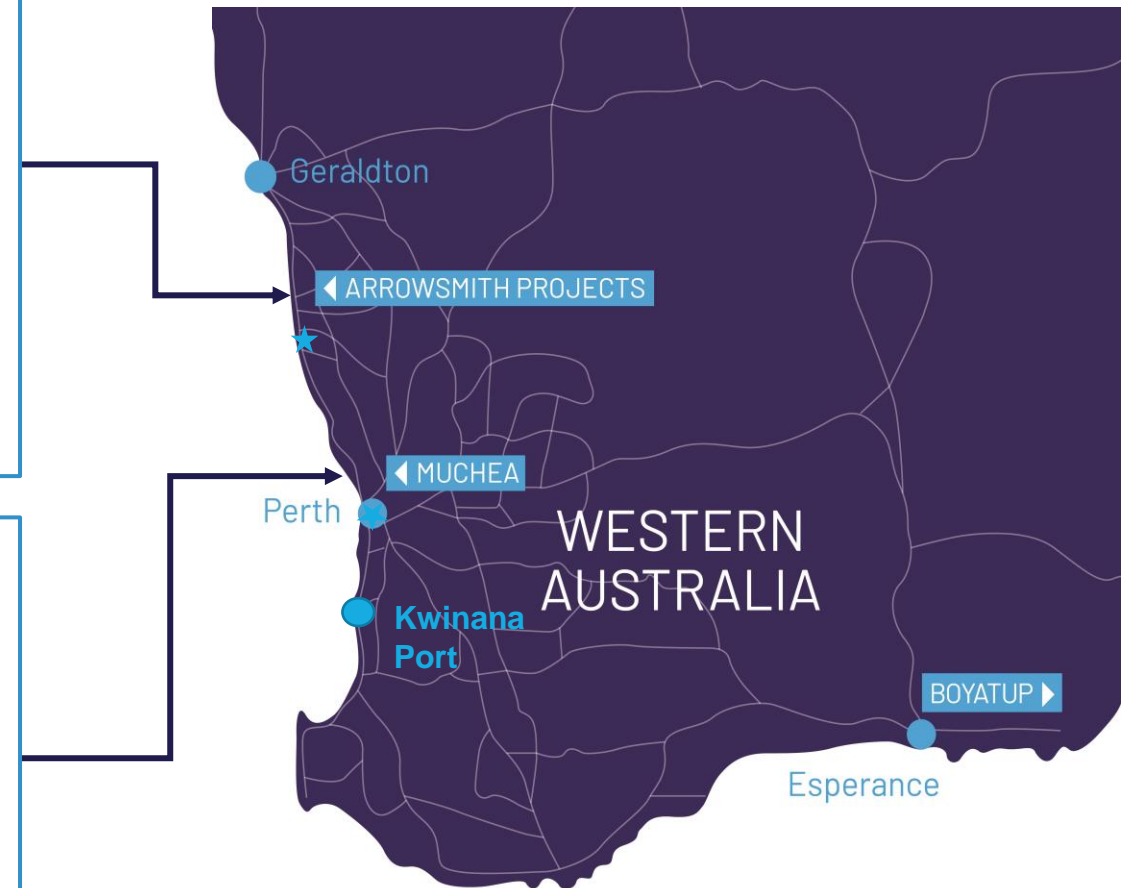 Geraldton
ARROWSMITH PROJECTS
MUCHEA
Perth
WESTERN
AUSTRALIA
Kwinana
Port
BOYATUP
Esperance